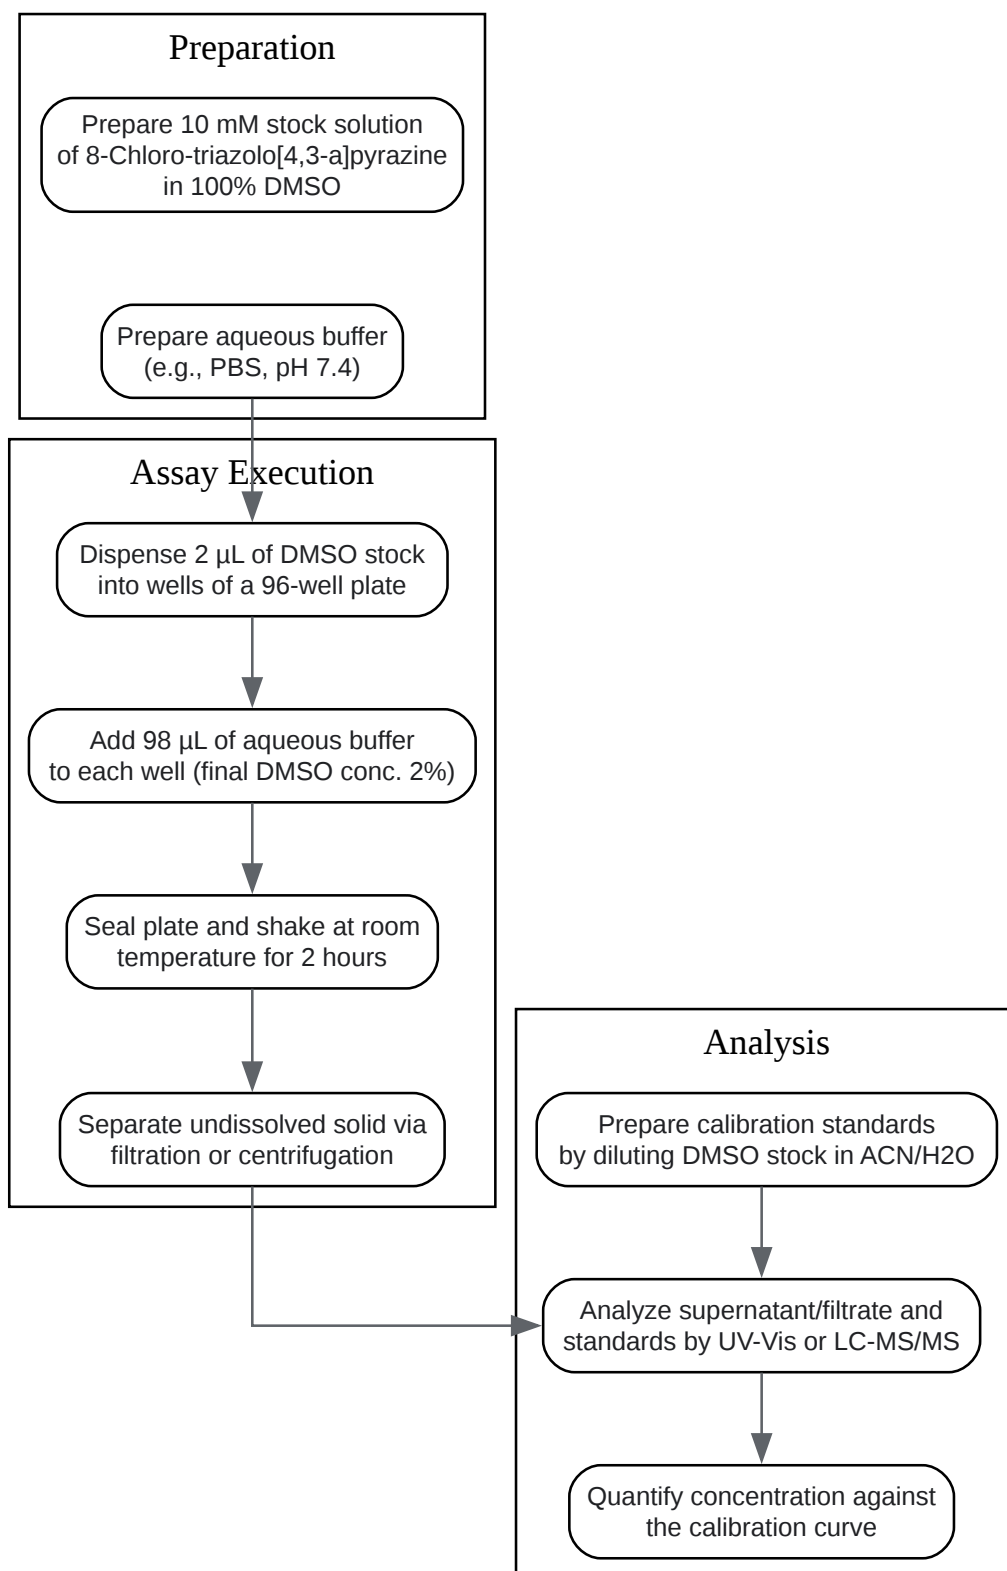 Preparation
Prepare 10 mM stock solution
of 8-Chloro-triazolo[4,3-a]pyrazine
in 100% DMSO
Prepare aqueous buffer
(e.g., PBS, pH 7.4)
Assay Execution
Dispense 2 µL of DMSO stock
into wells of a 96-well plate
Add 98 µL of aqueous buffer
to each well (final DMSO conc. 2%)
Seal plate and shake at room
temperature for 2 hours
Separate undissolved solid via
filtration or centrifugation
Analysis
Prepare calibration standards
by diluting DMSO stock in ACN/H2O
Analyze supernatant/filtrate and
standards by UV-Vis or LC-MS/MS
Quantify concentration against
the calibration curve